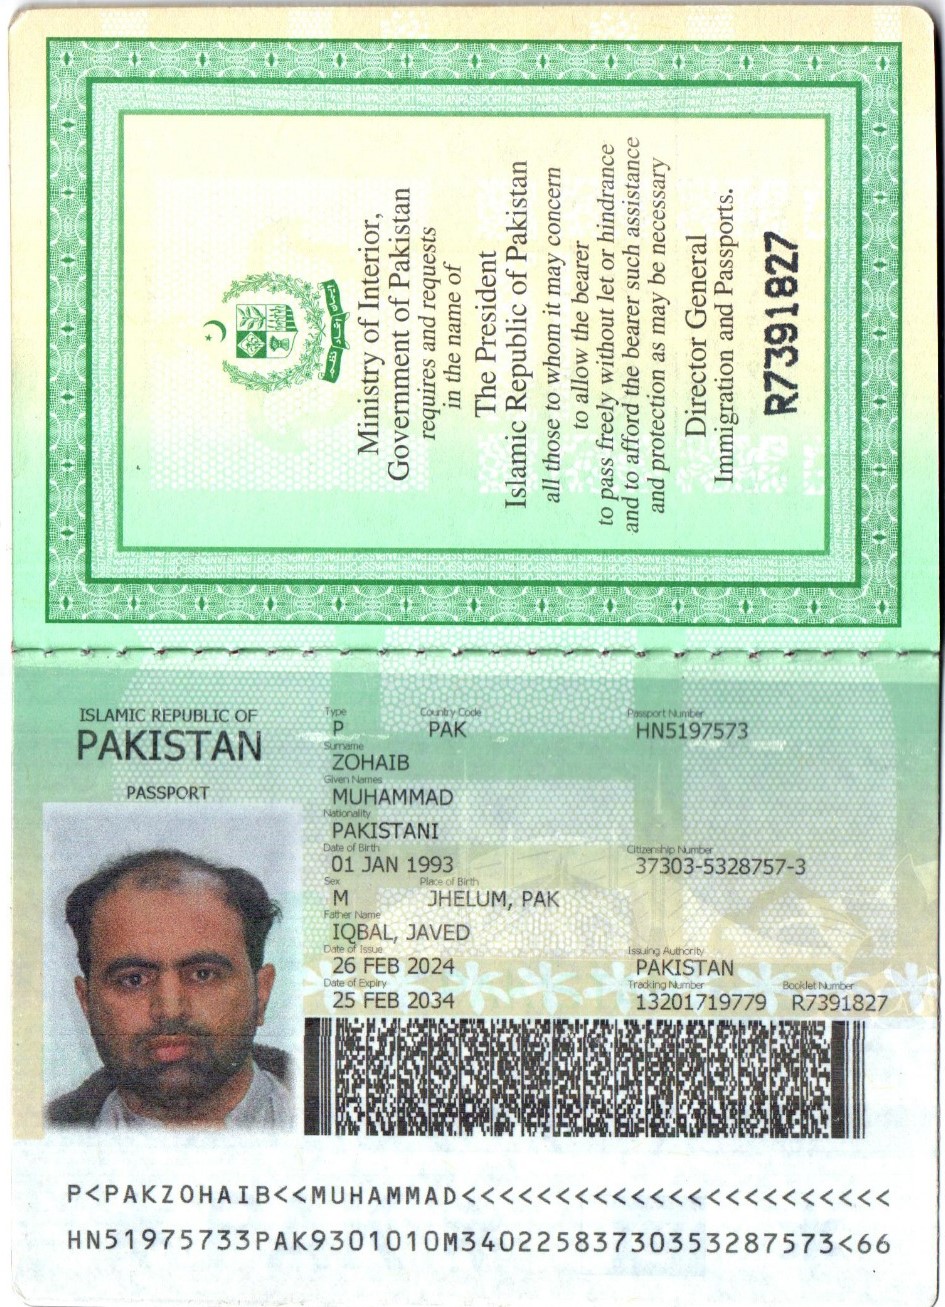 Ministry of Interior,
Government of Pakistan
requires and requests
in the name of
The President
Islamic Republic of Pakistan
all those to whom it may concern
to allow the bearer
to pass freely without let or hindrance
and to afford the bearer such assistance
and protection as may be necessary
Director General
Immigration and Passports.
R7391827
ISLAMIC REPUBLIC OF
PAKISTAN
PASSPORT
Type Country Code Passport Number
P PAK HN5197573
Surname
ZOHAIB
Given Names
MUHAMMAD
Nationality
PAKISTANI
Date of Birth Citizenship Number
01 JAN 1993 37303-5328757-3
Sex Place of Birth
M JHELUM, PAK
Father Name
IQBAL, JAVED
Date of Issue Issuing Authority
26 FEB 2024 PAKISTAN
Date of Expiry Tracking Number Booklet Number
25 FEB 2034 13201719779 R7391827
P<PAKZOHAIB<<MUHAMMAD<<<<<<<<<<<<<<<<<<<<<<<
HN51975733PAK9301010M34022583730353287573<66